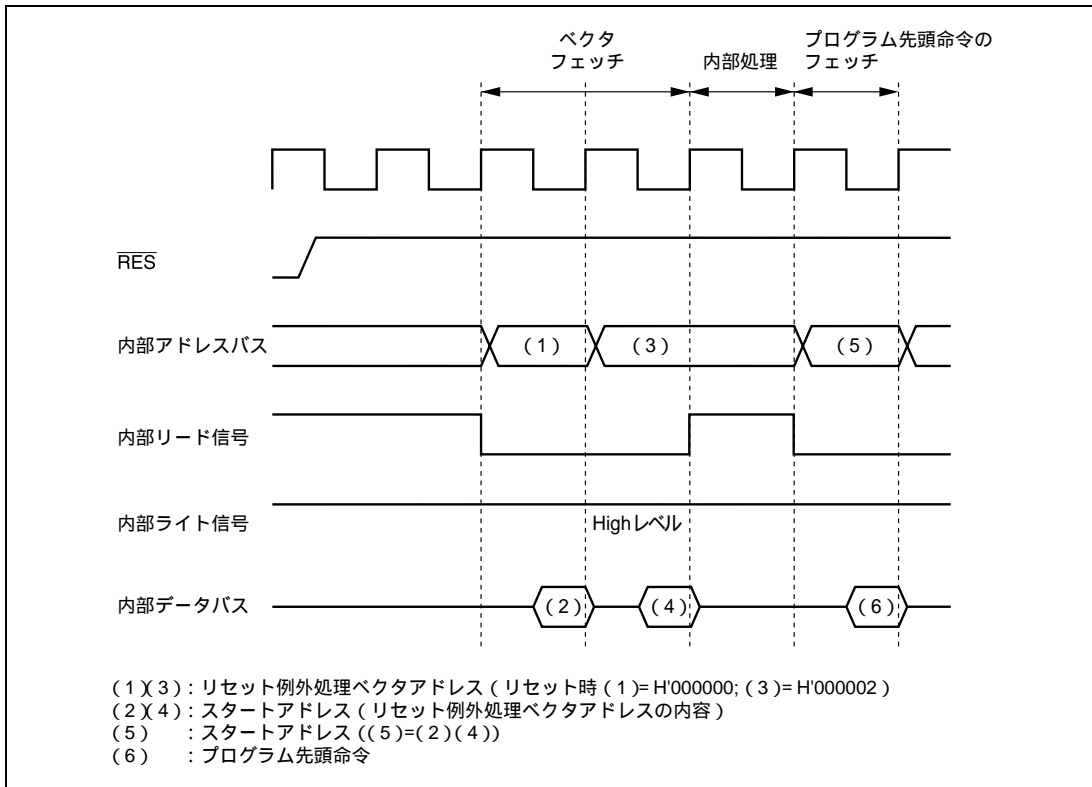 ベクタ
フェッチ
内部処理
プログラム先頭命令の
フェッチ
RES
内部アドレスバス
(1)
(3)
(5)
内部リード信号
内部ライト信号
Highレベル
内部データバス
(2)
(4)
(6)
(1)(3):リセット例外処理ベクタアドレス(リセット時(1)=H'000000; (3)=H'000002)
(2)(4):スタートアドレス(リセット例外処理ベクタアドレスの内容)
(5) :スタートアドレス((5)=(2)(4))
(6) :プログラム先頭命令